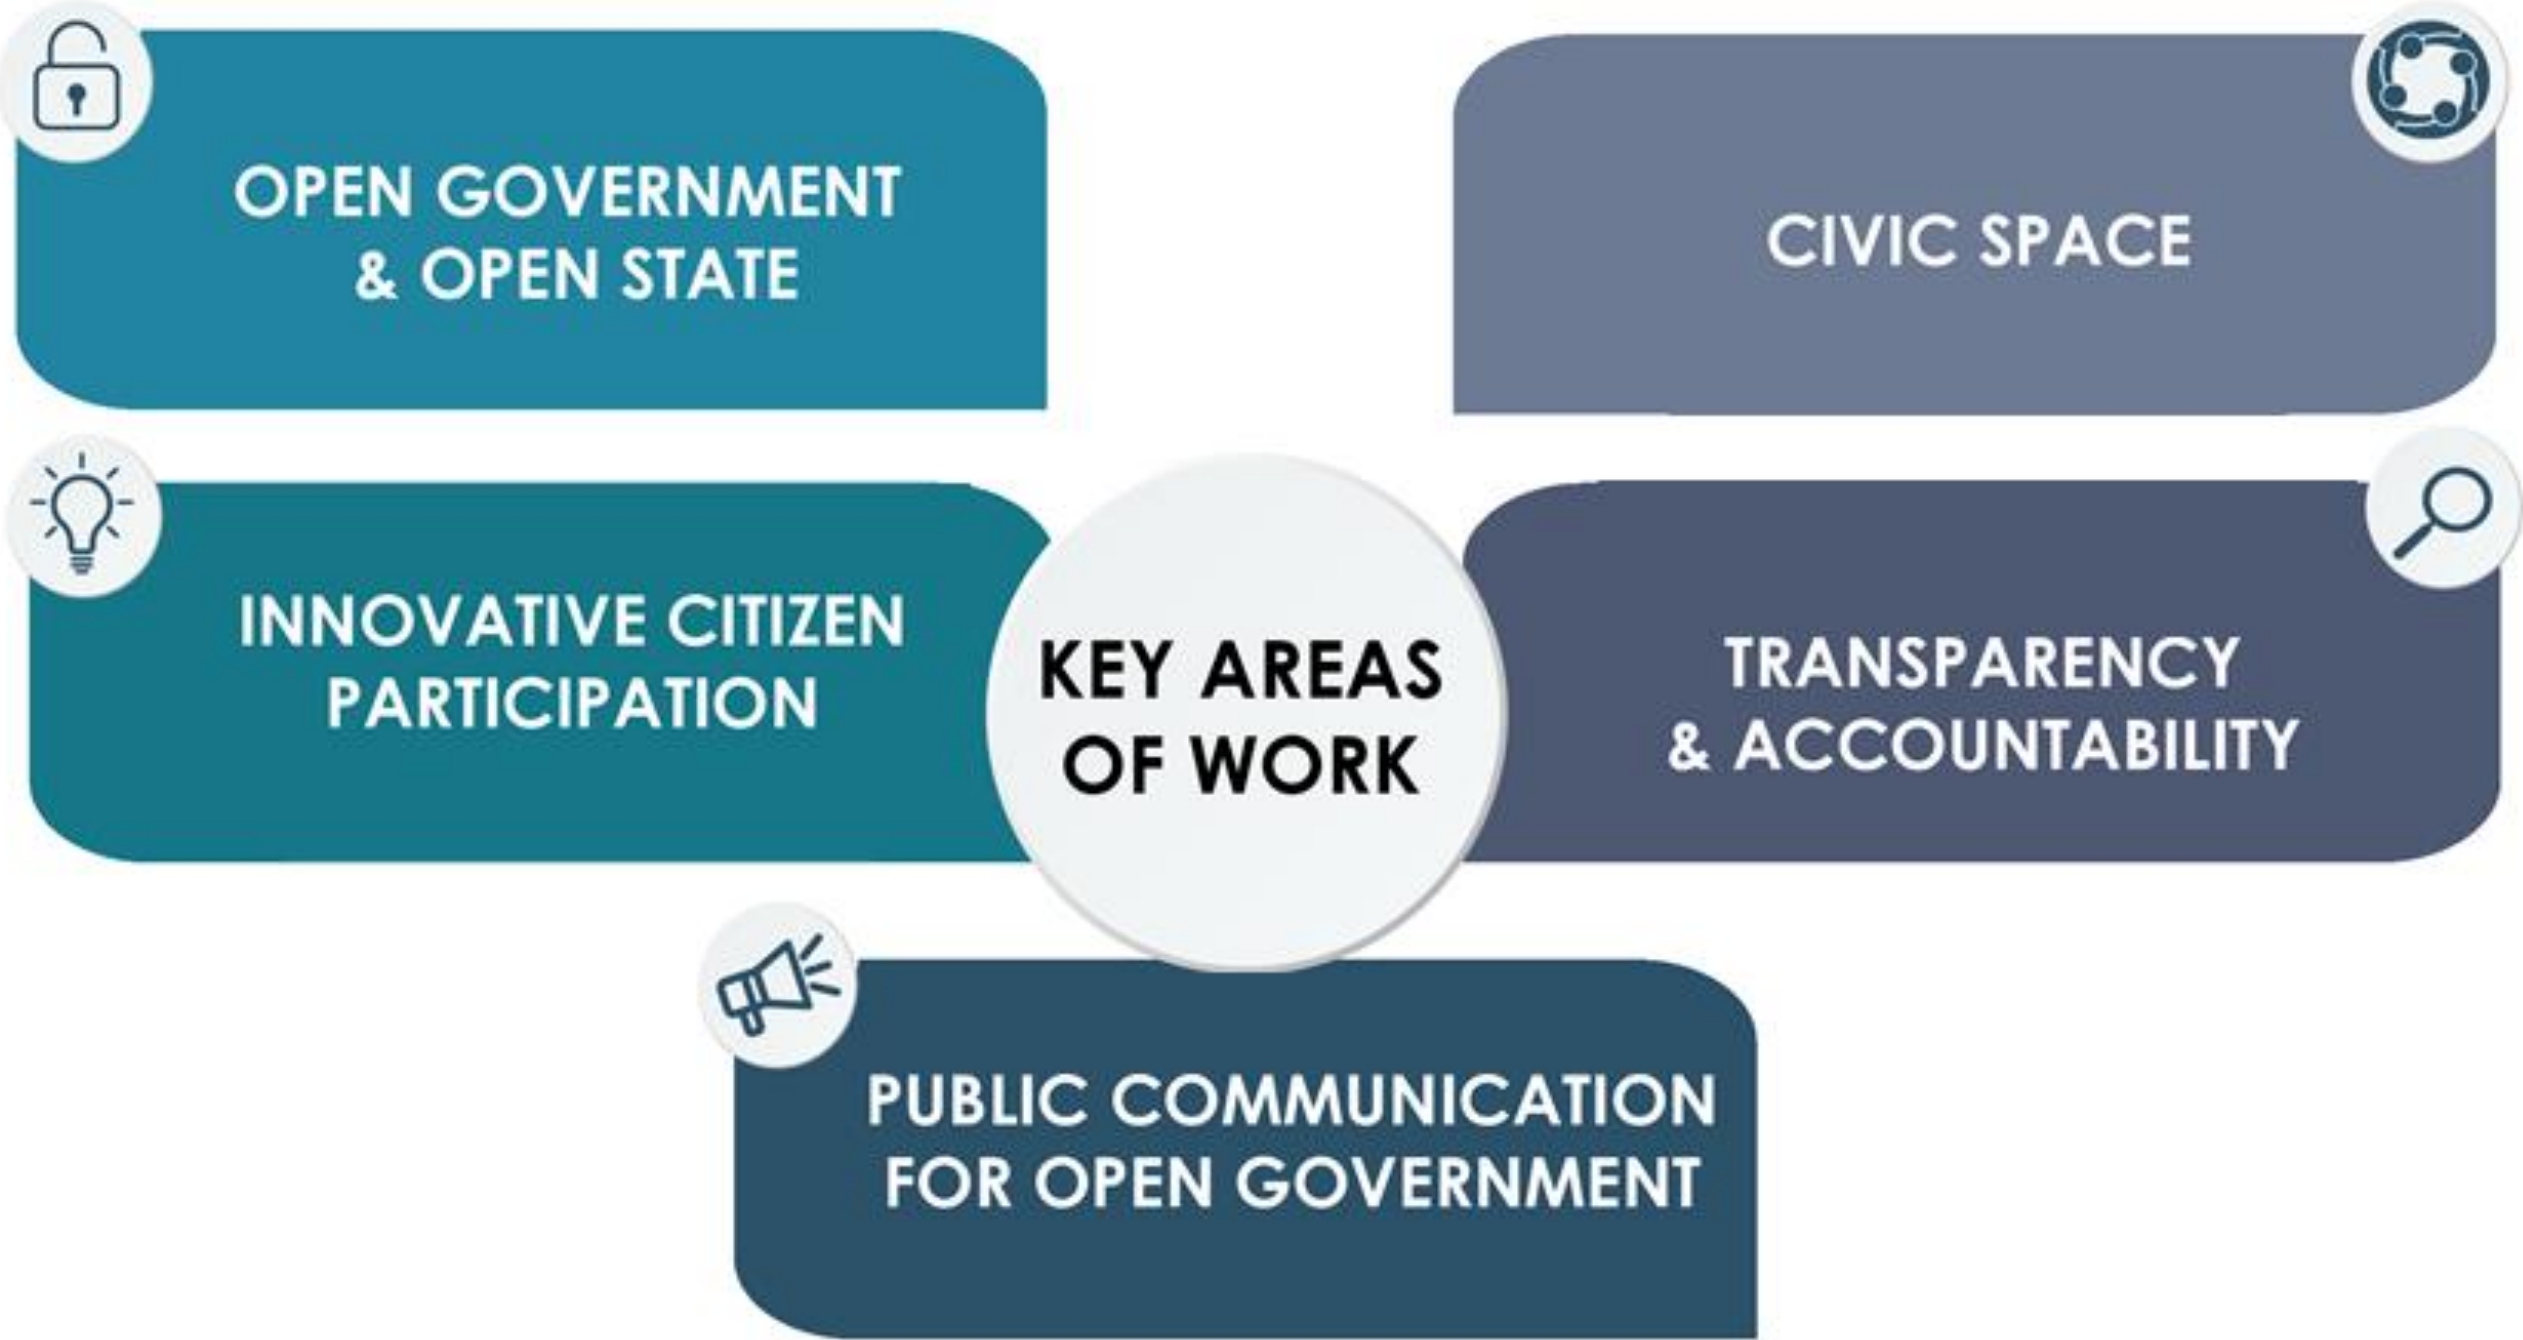 OPEN GOVERNMENT
& OPEN STATE
CIVIC SPACE
INNOVATIVE CITIZEN
PARTICIPATION
KEY AREAS
OF WORK
TRANSPARENCY
& ACCOUNTABILITY
PUBLIC COMMUNICATION
FOR OPEN GOVERNMENT